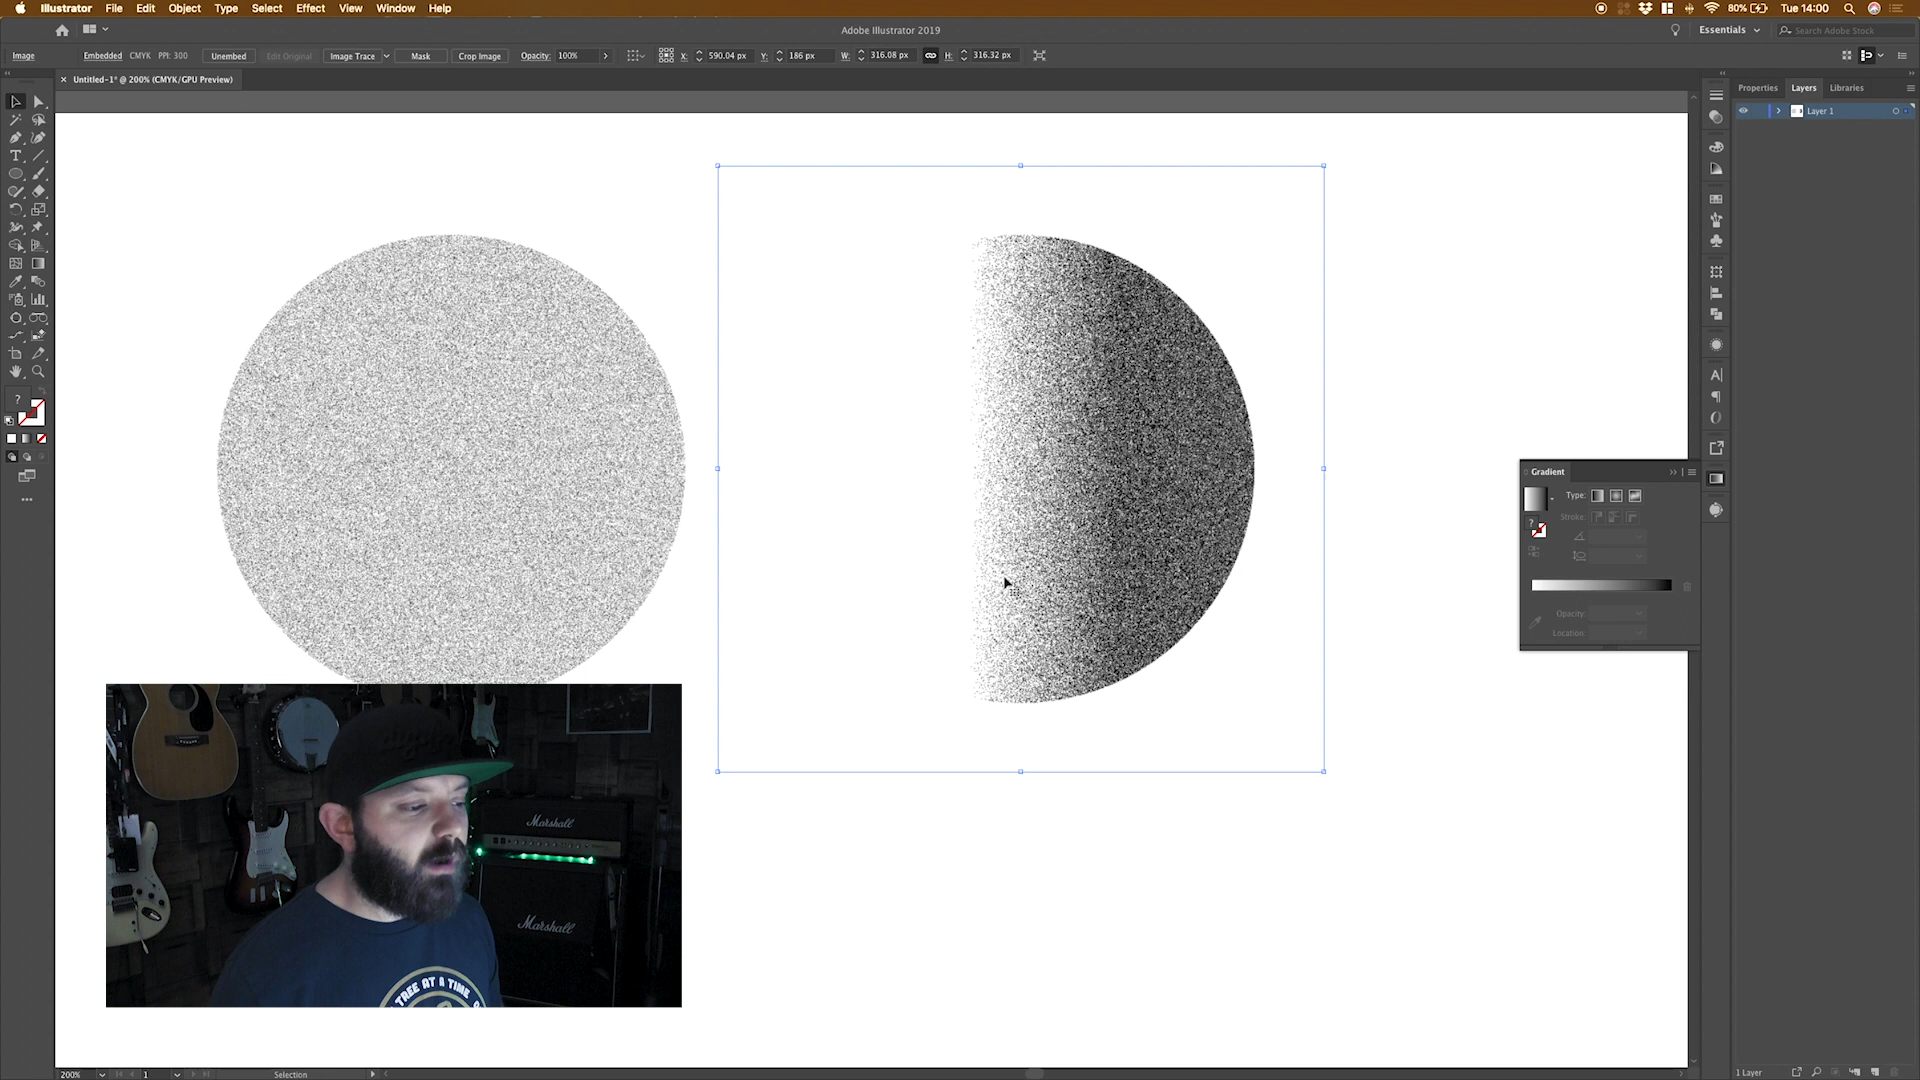 Illustrator File Edit Object Type Select Effect View Window Help
80% Tue 14:00
Adobe Illustrator 2019
Essentials
Search Adobe Stock
Image Embedded CMYK PPI: 300 Unembed Edit Original Image Trace Mask Crop Image Opacity: 100% X: 590.04 px Y: 186 px W: 316.08 px H: 316.32 px
Untitled-1* @ 200% (CMYK/GPU Preview)
Properties Layers Libraries
Layer 1
Gradient
Type:
Stroke:
Opacity:
Location:
Marshall
Marshall
TREE AT A TIME
200% 1 Selection
1 Layer